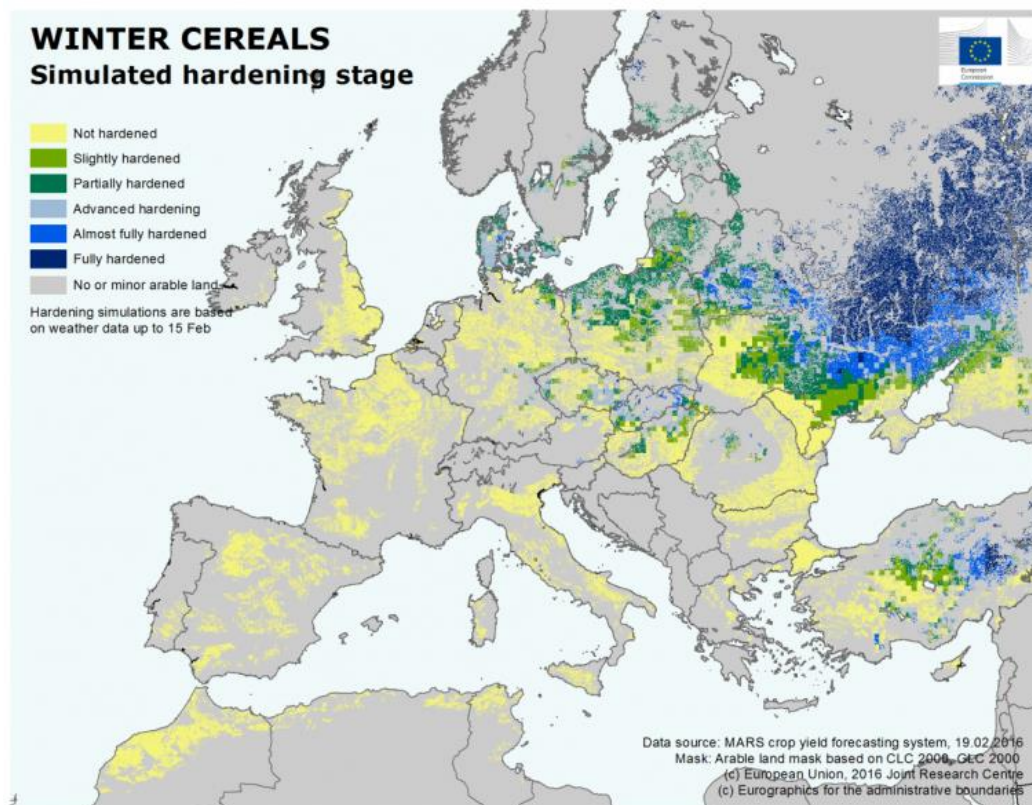 WINTER CEREALS
Simulated hardening stage
European
Commission
Not hardened
Slightly hardened
Partially hardened
Advanced hardening
Almost fully hardened
Fully hardened
No or minor arable land
Hardening simulations are based
on weather data up to 15 Feb
Data source: MARS crop yield forecasting system, 19.02.2016
Mask: Arable land mask based on CLC 2000, GLC 2000
(c) European Union, 2016 Joint Research Centre
(c) Eurographics for the administrative boundaries